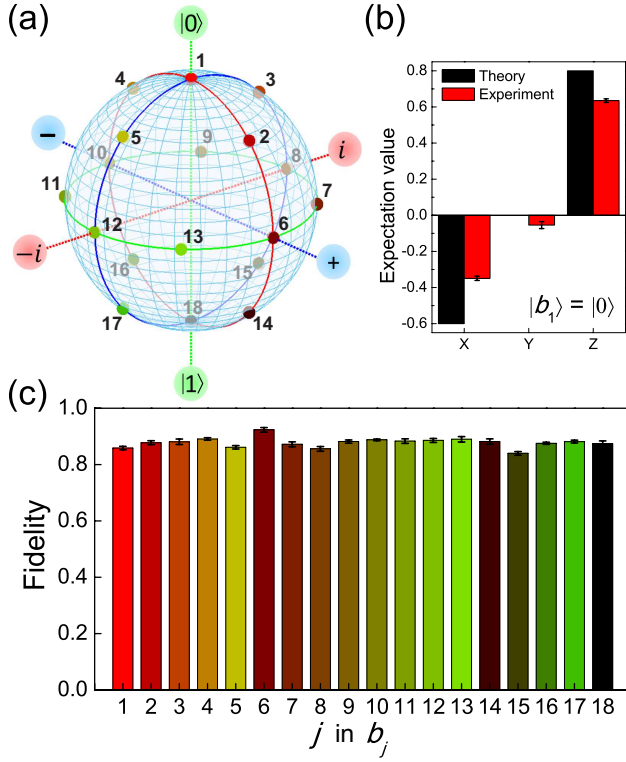 (a)
|0⟩
1
4
3
5
9
2
−
i
10
8
11
7
12
6
13
−i
+
16
15
17
18
14
|1⟩
(b)
Theory
Experiment
Expectation value
0.8
0.6
0.4
0.2
0.0
-0.2
-0.4
-0.6
|b₁⟩ = |0⟩
X Y Z
(c)
Fidelity
1.0
0.8
0.6
0.4
0.2
0.0
1 2 3 4 5 6 7 8 9 10 11 12 13 14 15 16 17 18
j in bⱼ